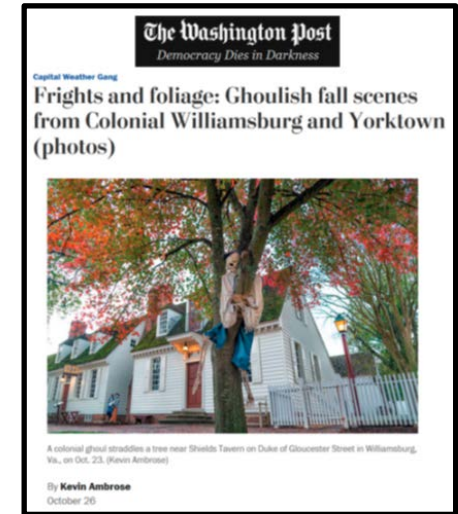 The Washington Post
Democracy Dies in Darkness
Capital Weather Gang
Frights and foliage: Ghoulish fall scenes
from Colonial Williamsburg and Yorktown
(photos)
A colonial ghoul straddles a tree near Shields Tavern on Duke of Gloucester Street in Williamsburg,
Va., on Oct. 23. (Kevin Ambrose)
By Kevin Ambrose
October 26